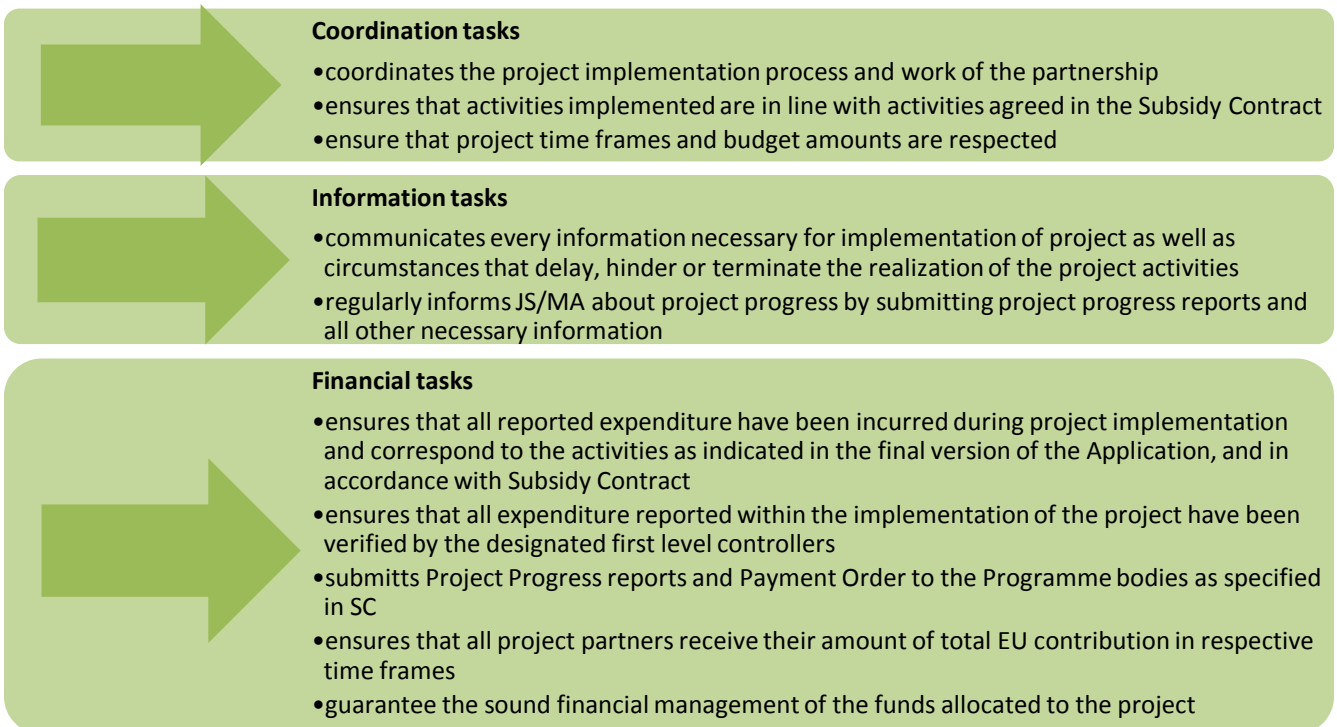 Coordination tasks
•coordinates the project implementation process and work of the partnership
•ensures that activities implemented are in line with activities agreed in the Subsidy Contract
•ensure that project time frames and budget amounts are respected
Information tasks
•communicates every information necessary for implementation of project as well as
circumstances that delay, hinder or terminate the realization of the project activities
•regularly informs JS/MA about project progress by submitting project progress reports and
all other necessary information
Financial tasks
•ensures that all reported expenditure have been incurred during project implementation
and correspond to the activities as indicated in the final version of the Application, and in
accordance with Subsidy Contract
•ensures that all expenditure reported within the implementation of the project have been
verified by the designated first level controllers
•submitts Project Progress reports and Payment Order to the Programme bodies as specified
in SC
•ensures that all project partners receive their amount of total EU contribution in respective
time frames
•guarantee the sound financial management of the funds allocated to the project